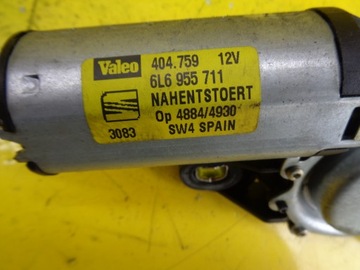 Valeo 404.759 12V
6L6 955 711
NAHENTSTOERT
3083 Op 4884/4930
SW4 SPAIN